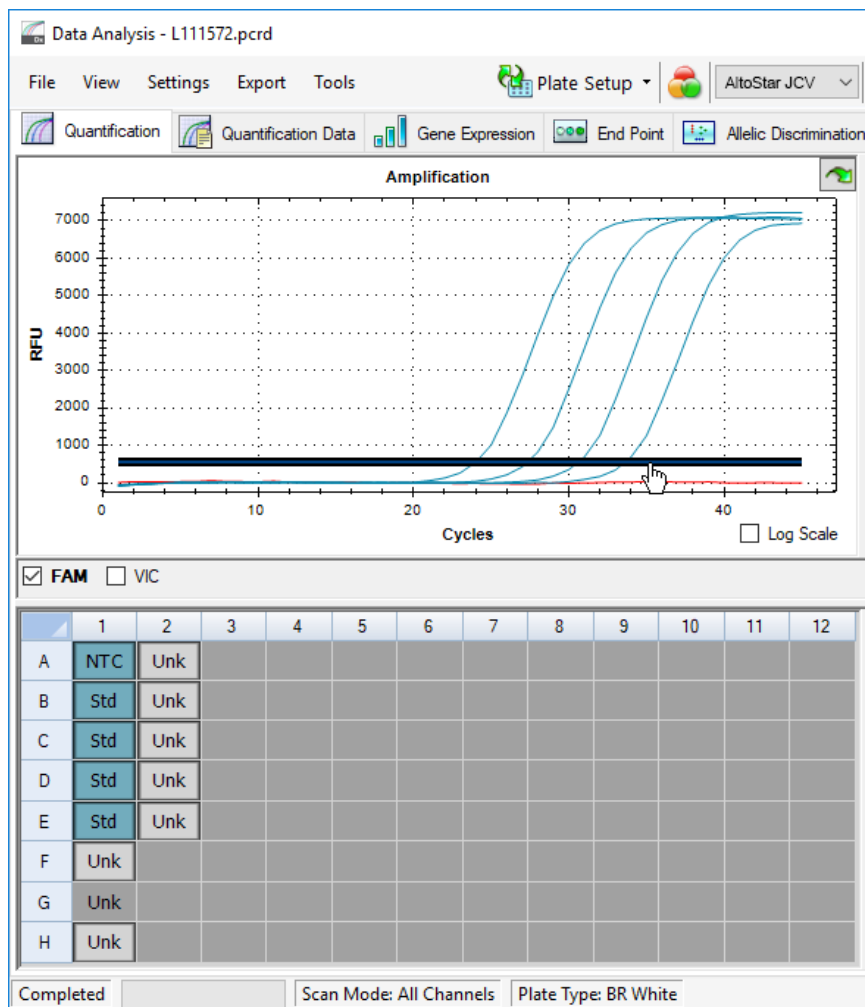 Data Analysis - L111572.pcrd
File View Settings Export Tools Plate Setup AltoStar JCV
Quantification Quantification Data Gene Expression End Point Allelic Discrimination
Amplification
7000
6000
5000
4000
3000
2000
1000
0
RFU
0 10 20 30 40
Cycles
Log Scale
FAM VIC
1 2 3 4 5 6 7 8 9 10 11 12
A NTC Unk
B Std Unk
C Std Unk
D Std Unk
E Std Unk
F Unk
G Unk
H Unk
Completed Scan Mode: All Channels Plate Type: BR White